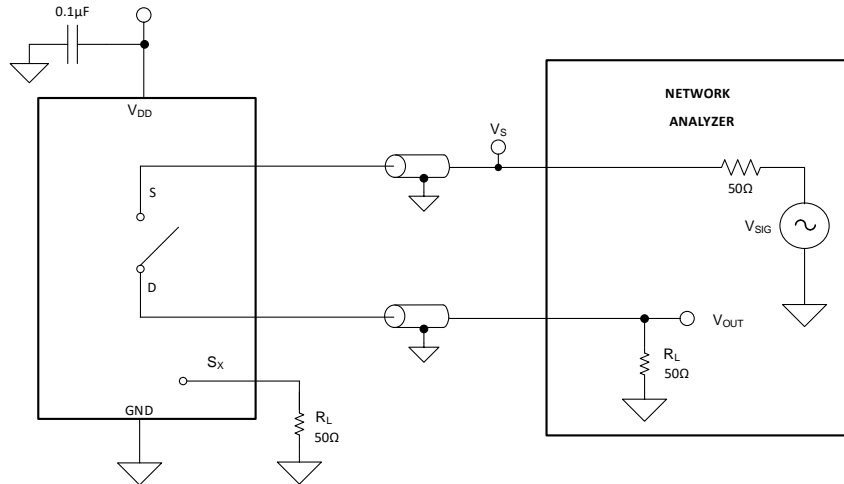 0.1µF
VDD
NETWORK
ANALYZER
VS
S
50Ω
VSIG
D
VOUT
SX
RL
50Ω
GND
RL
50Ω